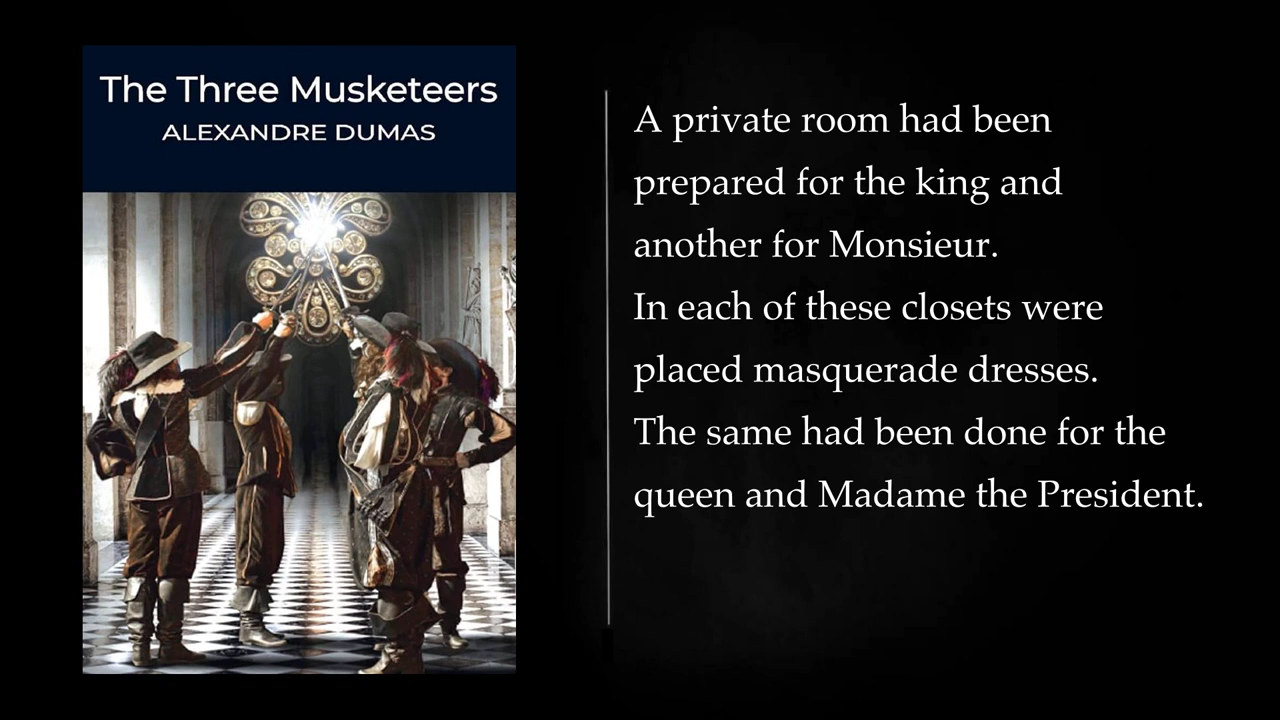 The Three Musketeers
ALEXANDRE DUMAS
A private room had been
prepared for the king and
another for Monsieur.
In each of these closets were
placed masquerade dresses.
The same had been done for the
queen and Madame the President.